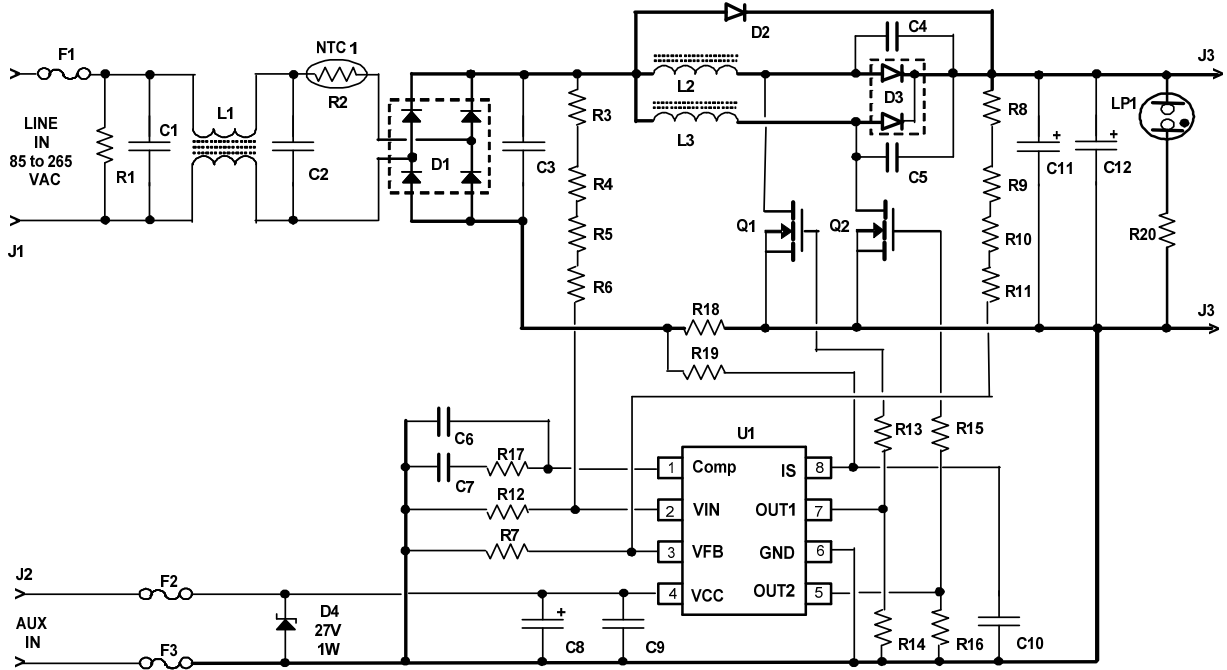 F1
NTC 1
R2
D2
C4
J3
L1
L2
D3
LP1
LINE
IN
85 to 265
VAC
R1
C1
C2
D1
C3
R3
L3
R8
C11
C12
C5
R4
R9
J1
R5
R6
Q1
Q2
R10
R11
R20
R18
J3
R19
C6
R17
C7
R12
R7
U1
R13
R15
1
Comp
IS
8
2
VIN
OUT1
7
3
VFB
GND
6
4
VCC
OUT2
5
J2
F2
AUX
IN
F3
D4
27V
1W
C8
C9
R14
R16
C10
+
+
+